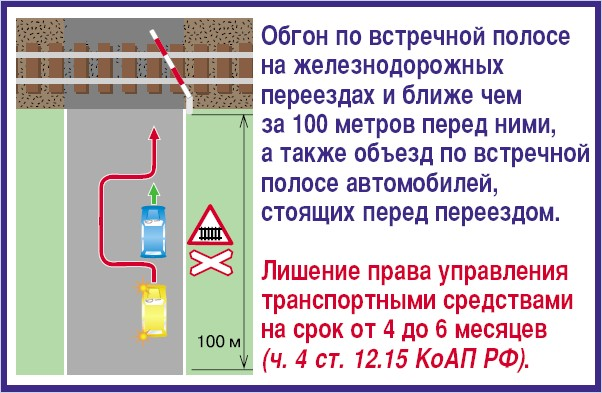 Обгон по встречной полосе
на железнодорожных
переездах и ближе чем
за 100 метров перед ними,
а также объезд по встречной
полосе автомобилей,
стоящих перед переездом.
Лишение права управления
транспортными средствами
на срок от 4 до 6 месяцев
(ч. 4 ст. 12.15 КоАП РФ).
100 м